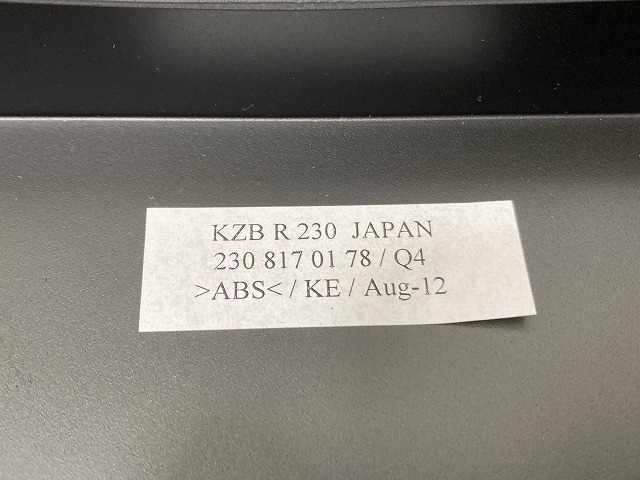 KZB R 230 JAPAN
230 817 01 78 / Q4
>ABS< / KE / Aug-12